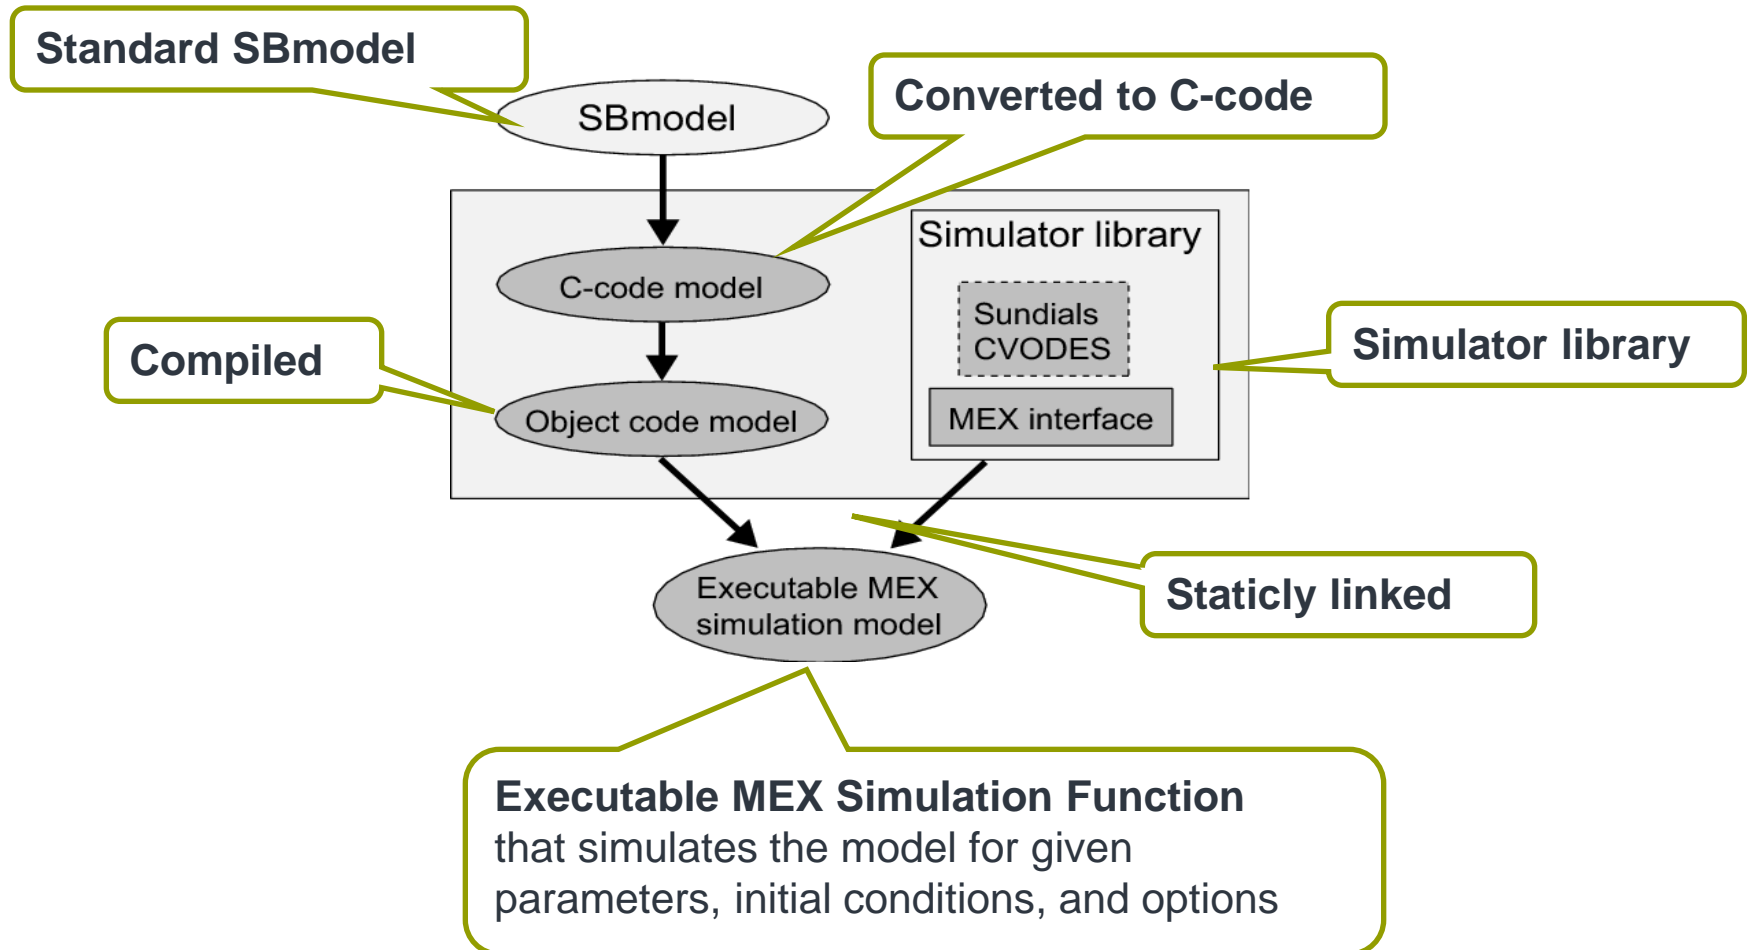 Standard SBmodel
SBmodel
Converted to C-code
Simulator library
C-code model
Sundials
CVODES
Simulator library
Compiled
MEX interface
Object code model
Executable MEX
simulation model
Staticly linked
Executable MEX Simulation Function
that simulates the model for given
parameters, initial conditions, and options